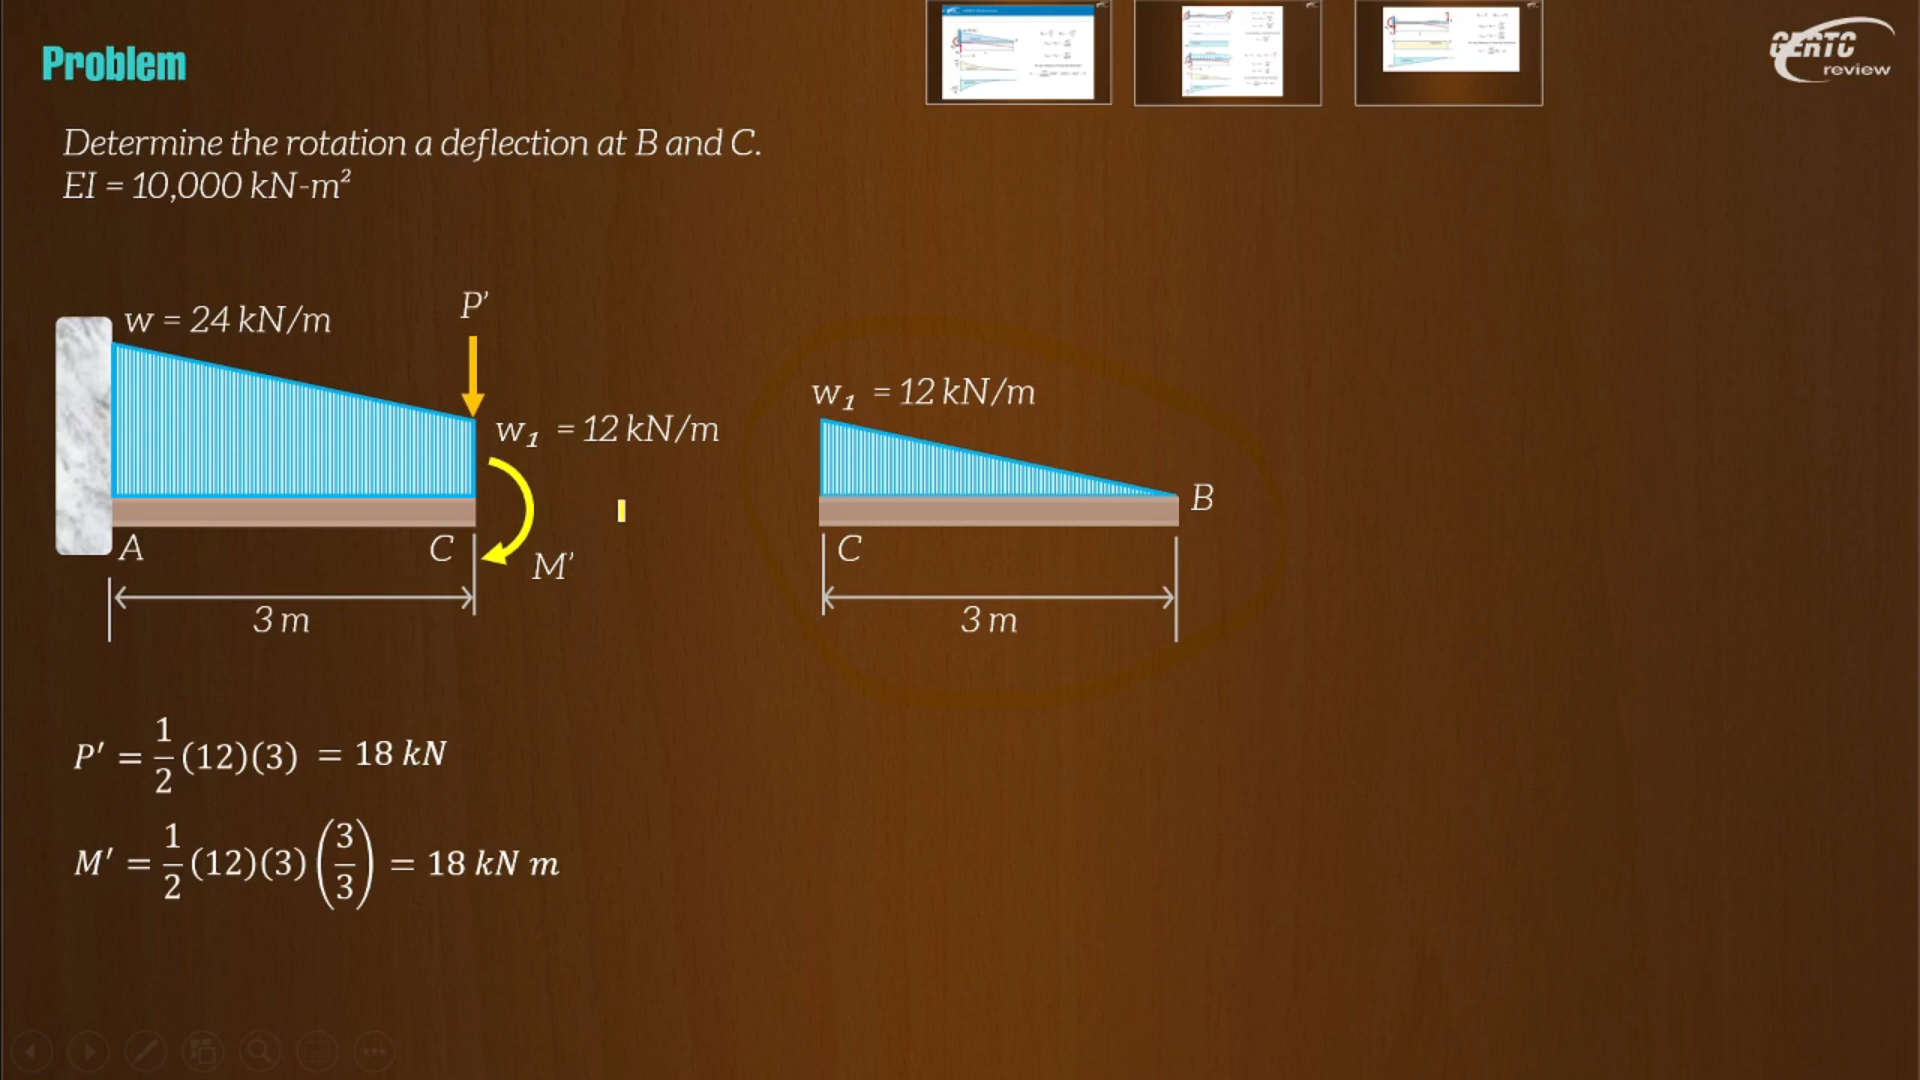 Problem
GERTC
review
Determine the rotation a deflection at B and C.
EI = 10,000 kN-m²
P’
w = 24 kN/m
w₁ = 12 kN/m
w₁ = 12 kN/m
B
A
C
M’
C
3 m
3 m
P′ = 1/2 (12)(3) = 18 kN
M′ = 1/2 (12)(3) (3/3) = 18 kN m